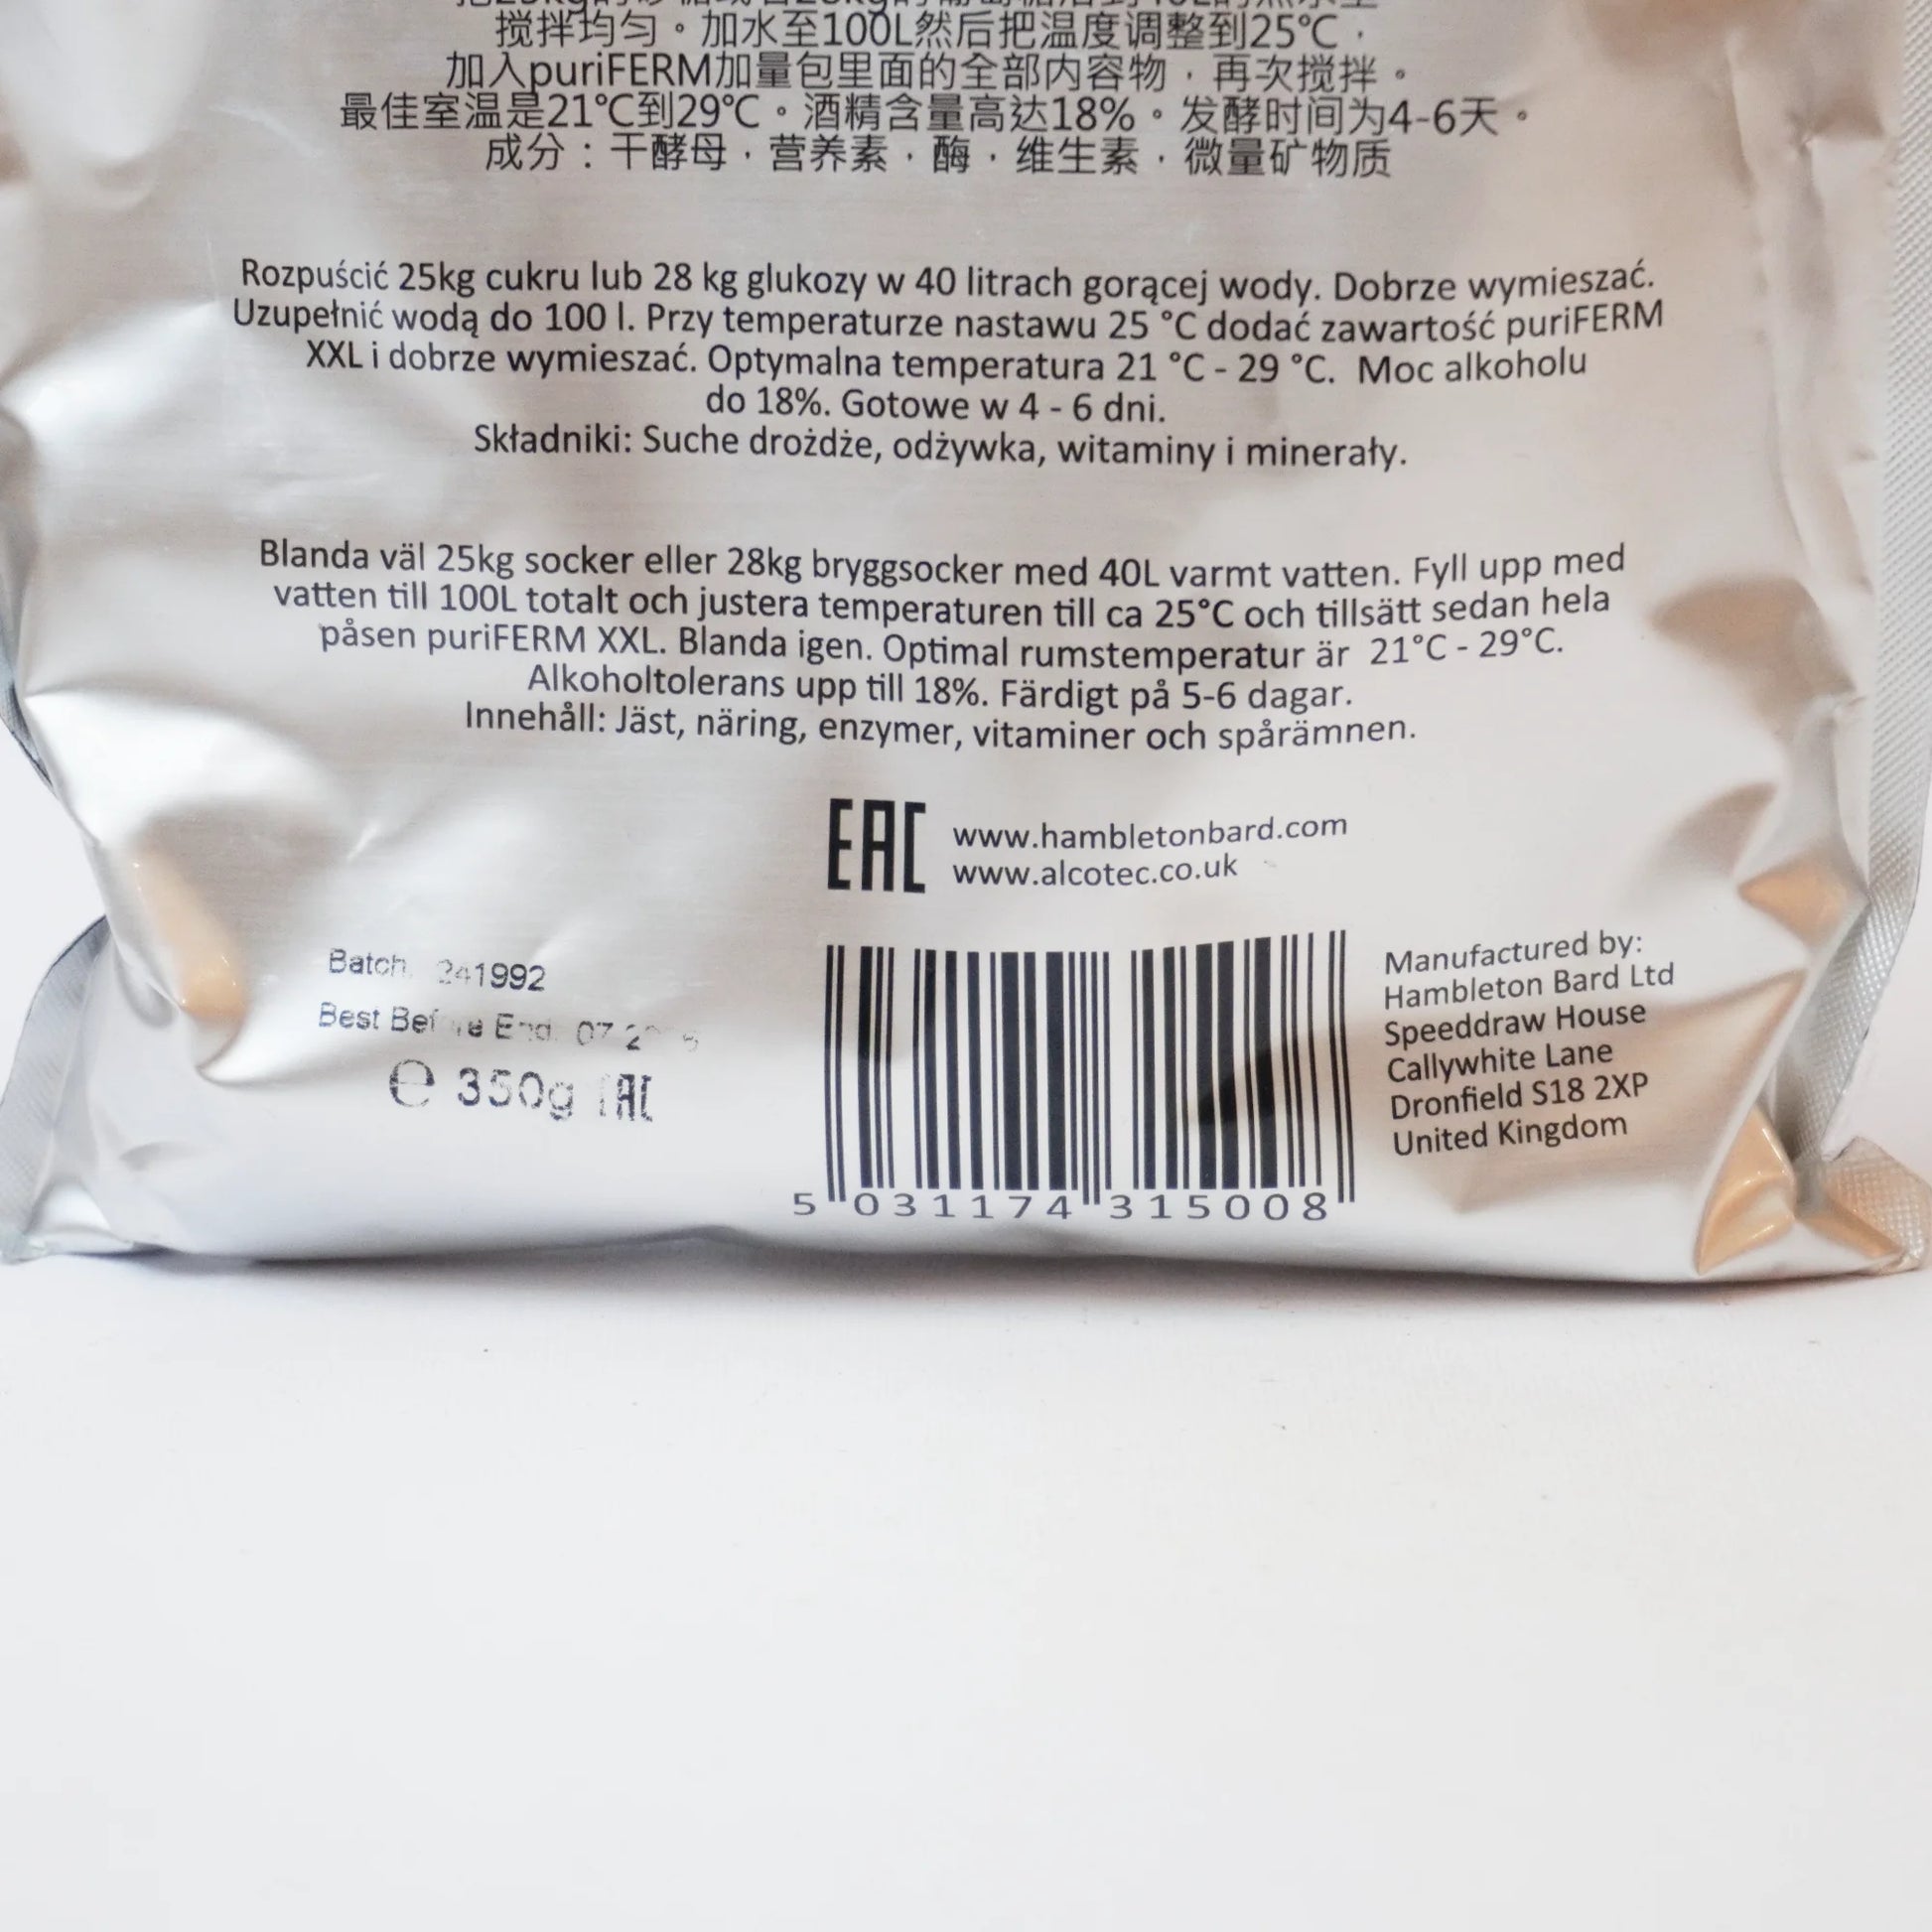 搅拌均匀。加水至100L然后把温度调整到25℃，
加入puriFERM加量包里面的全部内容物，再次搅拌。
最佳室温是21℃到29℃。酒精含量高达18%。发酵时间为4-6天。
成分：干酵母，营养素，酶，维生素，微量矿物质
Rozpuścić 25kg cukru lub 28 kg glukozy w 40 litrach gorącej wody. Dobrze wymieszać.
Uzupełnić wodą do 100 l. Przy temperaturze nastawu 25 °C dodać zawartość puriFERM
XXL i dobrze wymieszać. Optymalna temperatura 21 °C - 29 °C. Moc alkoholu
do 18%. Gotowe w 4 - 6 dni.
Składniki: Suche drożdże, odżywka, witaminy i minerały.
Blanda väl 25kg socker eller 28kg bryggsocker med 40L varmt vatten. Fyll upp med
vatten till 100L totalt och justera temperaturen till ca 25°C och tillsätt sedan hela
påsen puriFERM XXL. Blanda igen. Optimal rumstemperatur är 21°C - 29°C.
Alkoholtolerans upp till 18%. Färdigt på 5-6 dagar.
Innehåll: Jäst, näring, enzymer, vitaminer och spårämnen.
EAC
www.hambletonbard.com
www.alcotec.co.uk
Batch 241992
Best Before End 07
e 350g EAC
5 031174 315008
Manufactured by:
Hambleton Bard Ltd
Speeddraw House
Callywhite Lane
Dronfield S18 2XP
United Kingdom